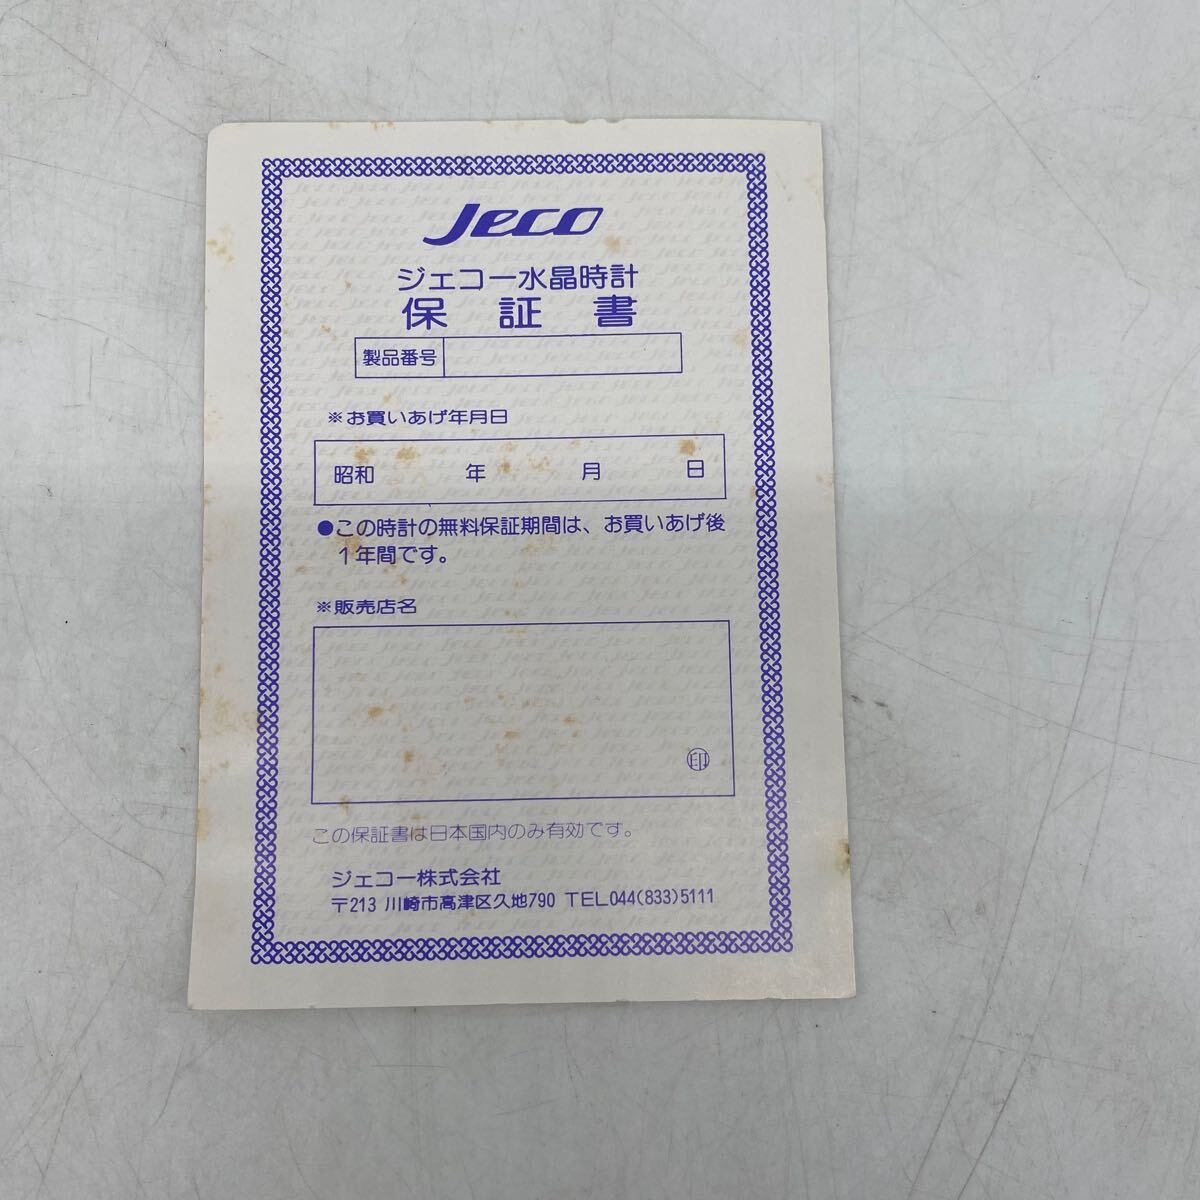 Jeco
ジェコー水晶時計
保証書
製品番号
※お買いあげ年月日
昭和 年 月 日
●この時計の無料保証期間は、お買いあげ後
1年間です。
※販売店名
印
この保証書は日本国内のみ有効です。
ジェコー株式会社
〒213 川崎市高津区久地790 TEL044(833)5111